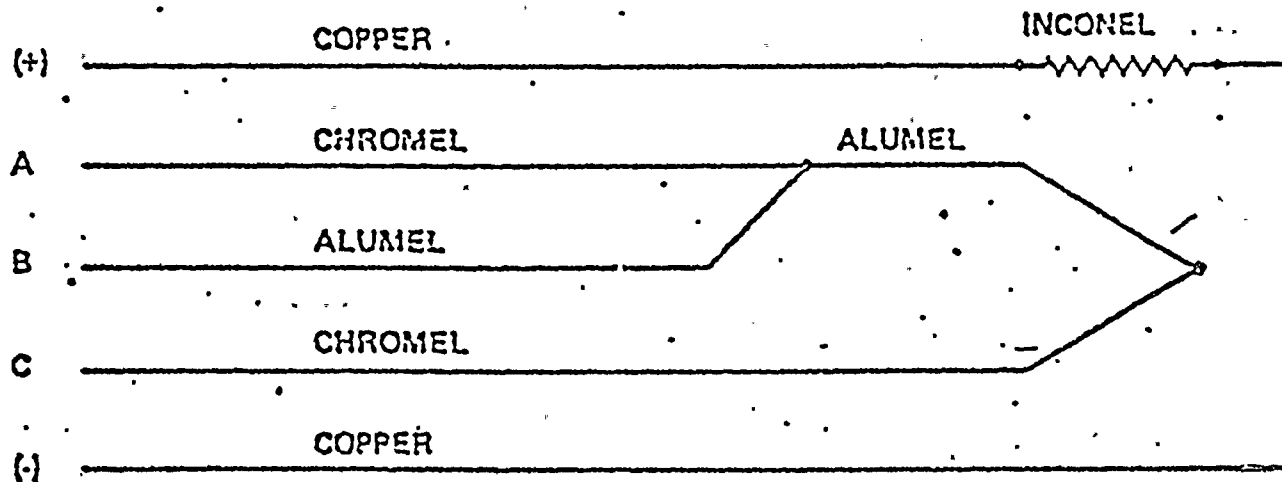 COPPER INCONEL
(+)
CHROMEL ALUMEL
A
ALUMEL
B
CHROMEL
C
COPPER
(-)